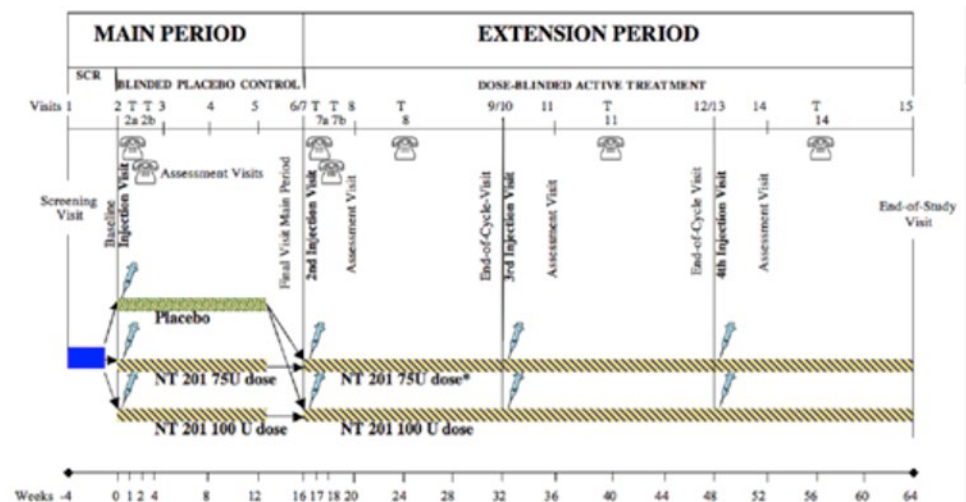 MAIN PERIOD
EXTENSION PERIOD
SCR
BLINDED PLACEBO CONTROL
DOSE-BLINDED ACTIVE TREATMENT
Visits 1 2 T T 3 4 5 6/7 T T 8 T 9/10 11 T 12/13 14 T 15
2a 2b 7a 7b 8 11 14
Screening Visit
Baseline
Injection Visit
Assessment Visits
Final Visit Main Period
2nd Injection Visit
Assessment Visit
End-of-Cycle-Visit
3rd Injection Visit
Assessment Visit
End-of-Cycle Visit
4th Injection Visit
Assessment Visit
End-of-Study
Visit
Placebo
NT 201 75U dose
NT 201 75U dose*
NT 201 100 U dose
NT 201 100 U dose
Weeks -4 0 1 2 4 8 12 16 17 18 20 24 28 32 36 40 44 48 52 56 60 64